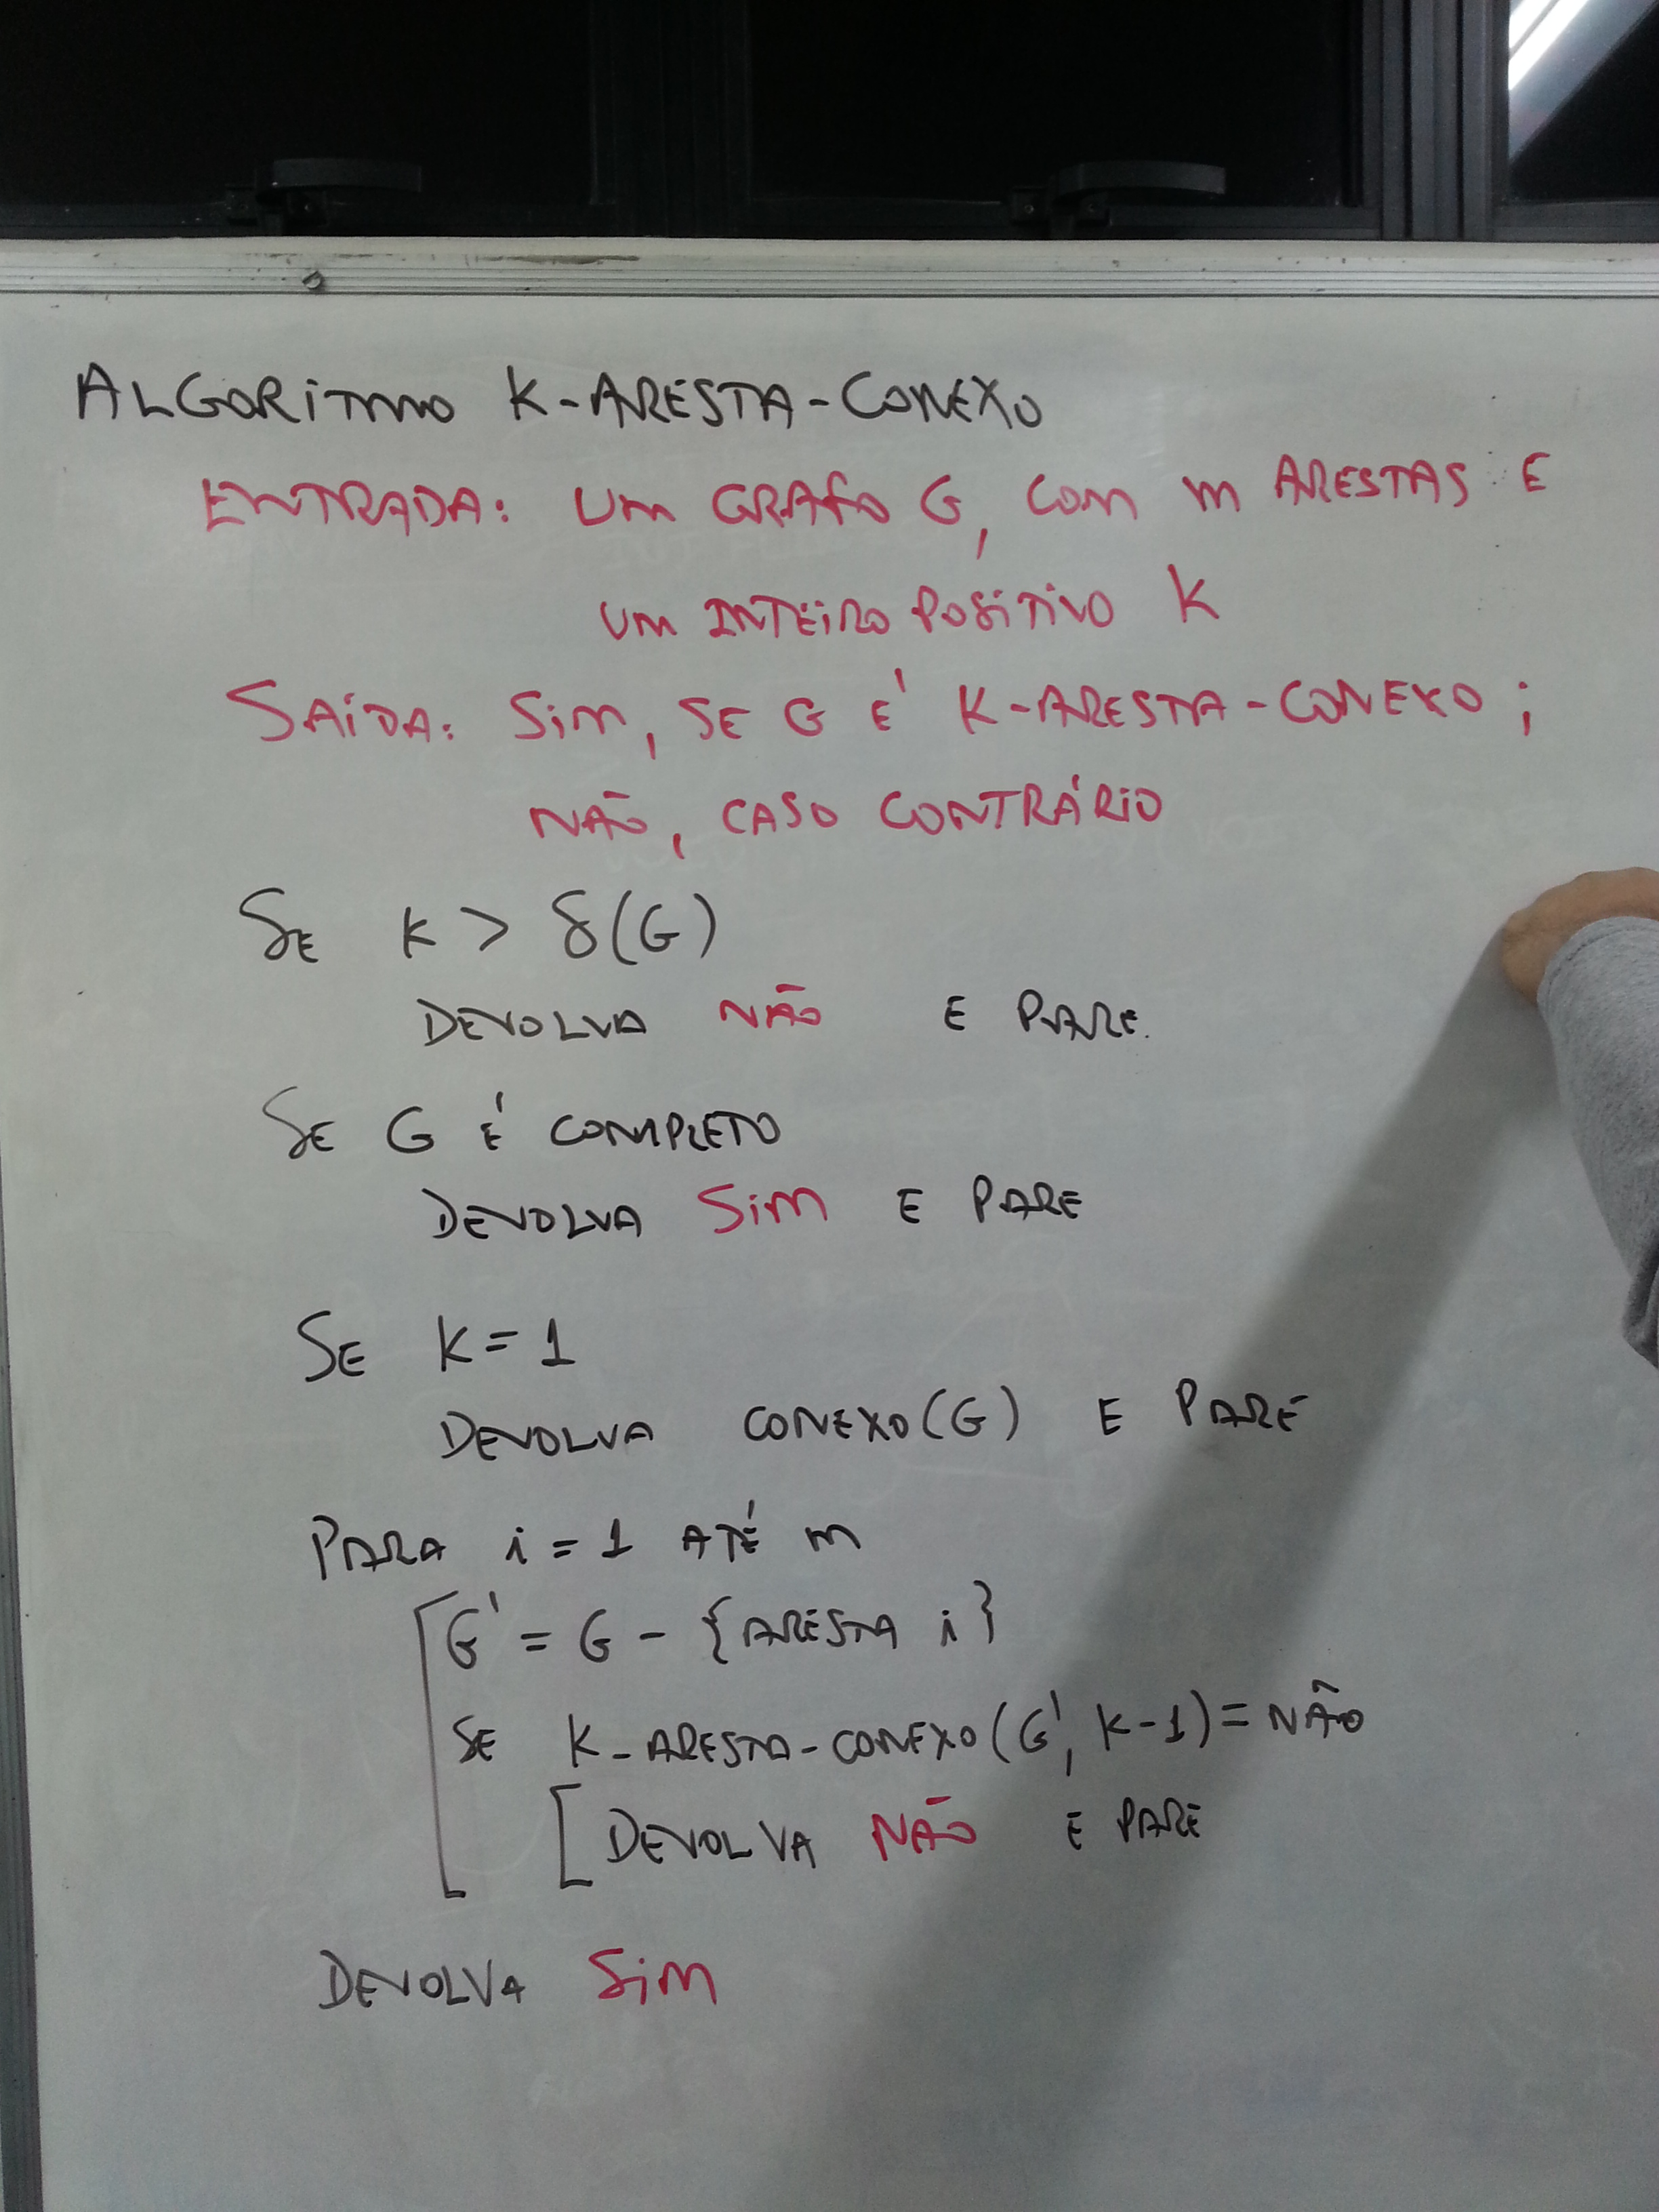 ALGORITMO K-ARESTA-CONEXO
ENTRADA: UM GRAFO G, COM m ARESTAS E
UM INTEIRO POSITIVO K
SAÍDA: SIM, SE G É K-ARESTA-CONEXO;
NÃO, CASO CONTRÁRIO
SE K > δ(G)
DEVOLVA NÃO E PARE.
SE G É COMPLETO
DEVOLVA SIM E PARE
SE K = 1
DEVOLVA CONEXO(G) E PARE
PARA i = 1 ATÉ m
G' = G - {ARESTA i}
SE K-ARESTA-CONEXO(G', K-1) = NÃO
DEVOLVA NÃO E PARE
DEVOLVA SIM